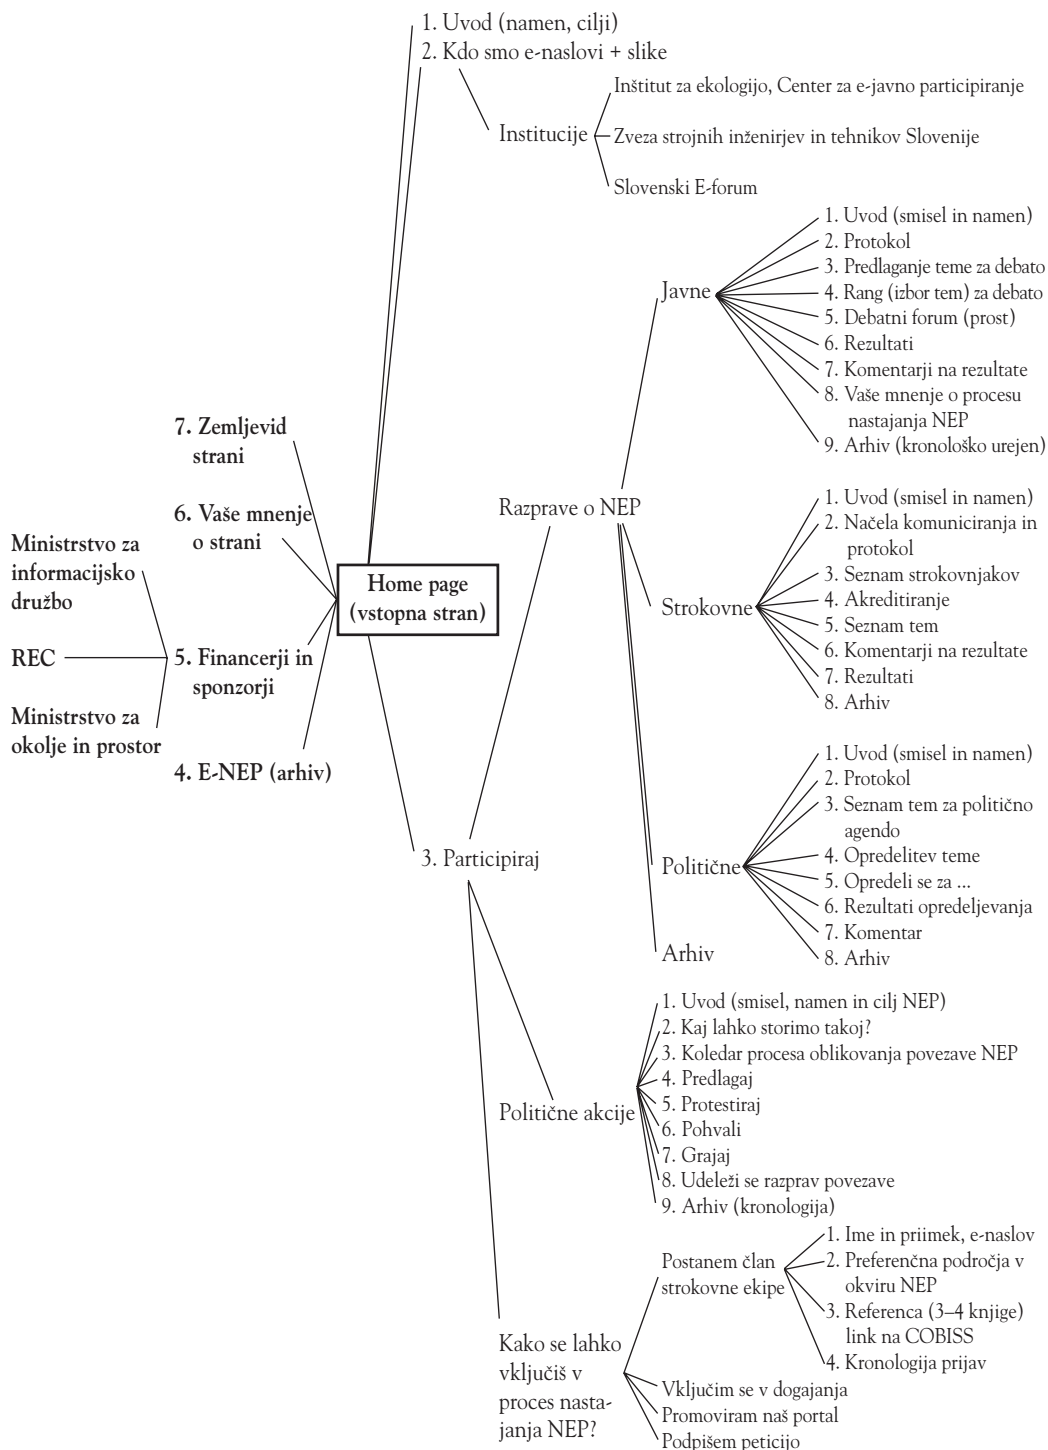 1. Uvod (namen, cilji)
2. Kdo smo e-naslovi + slike
Institucije
Inštitut za ekologijo, Center za e-javno participiranje
Zveza strojnih inženirjev in tehnikov Slovenije
Slovenski E-forum
7. Zemljevid
strani
6. Vaše mnenje
o strani
Home page
(vstopna stran)
5. Financerji in
sponzorji
Ministrstvo za
informacijsko
družbo
REC
Ministrstvo za
okolje in prostor
4. E-NEP (arhiv)
3. Participiraj
Razprave o NEP
Javne
1. Uvod (smisel in namen)
2. Protokol
3. Predlaganje teme za debato
4. Rang (izbor tem) za debato
5. Debatni forum (prost)
6. Rezultati
7. Komentarji na rezultate
8. Vaše mnenje o procesu
nastajanja NEP
9. Arhiv (kronološko urejen)
Strokovne
1. Uvod (smisel in namen)
2. Načela komuniciranja in
protokol
3. Seznam strokovnjakov
4. Akreditiranje
5. Seznam tem
6. Komentarji na rezultate
7. Rezultati
8. Arhiv
Politične
1. Uvod (smisel in namen)
2. Protokol
3. Seznam tem za politično
agendo
4. Opredelitev teme
5. Opredeli se za ...
6. Rezultati opredeljevanja
7. Komentar
8. Arhiv
Arhiv
Politične akcije
1. Uvod (smisel, namen in cilj NEP)
2. Kaj lahko storimo takoj?
3. Koledar procesa oblikovanja povezave NEP
4. Predlagaj
5. Protestiraj
6. Pohvali
7. Grajaj
8. Udeleži se razprav povezave
9. Arhiv (kronologija)
Kako se lahko
vključiš v
proces nasta-
janja NEP?
Postanem član
strokovne ekipe
1. Ime in priimek, e-naslov
2. Preferenčna področja v
okviru NEP
3. Referenca (3–4 knjige)
link na COBISS
4. Kronologija prijav
Vključim se v dogajanja
Promoviram naš portal
Podpišem peticijo